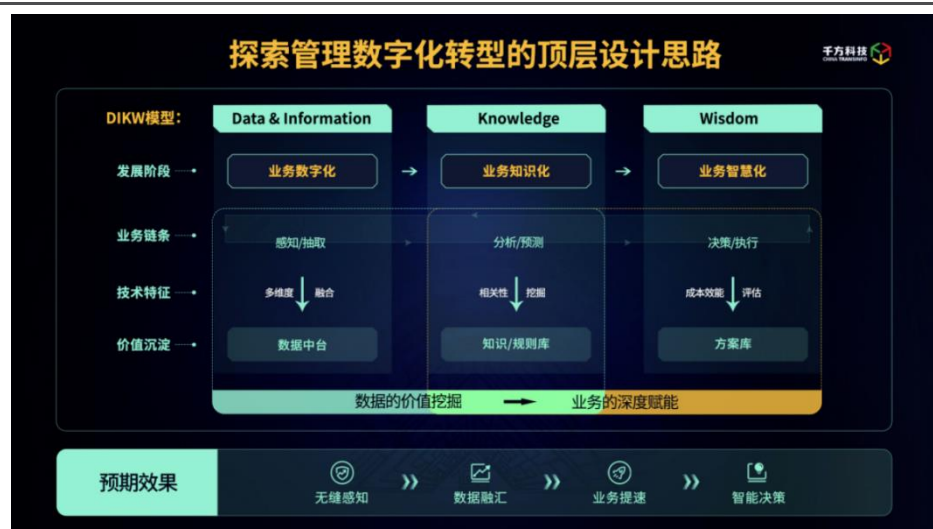 探索管理数字化转型的顶层设计思路
千方科技
CHINA TRANSINFO
DIKW模型:
Data & Information
Knowledge
Wisdom
发展阶段
业务数字化
业务知识化
业务智慧化
业务链条
感知/抽取
分析/预测
决策/执行
技术特征
多维度 融合
相关性 挖掘
成本效能 评估
价值沉淀
数据中台
知识/规则库
方案库
数据的价值挖掘
业务的深度赋能
预期效果
无缝感知
数据融汇
业务提速
智能决策